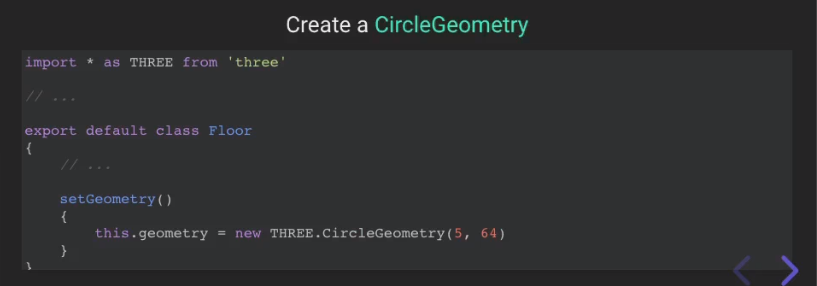 Create a CircleGeometry
import * as THREE from 'three'
// ...
export default class Floor
{
// ...
setGeometry()
{
this.geometry = new THREE.CircleGeometry(5, 64)
}
}